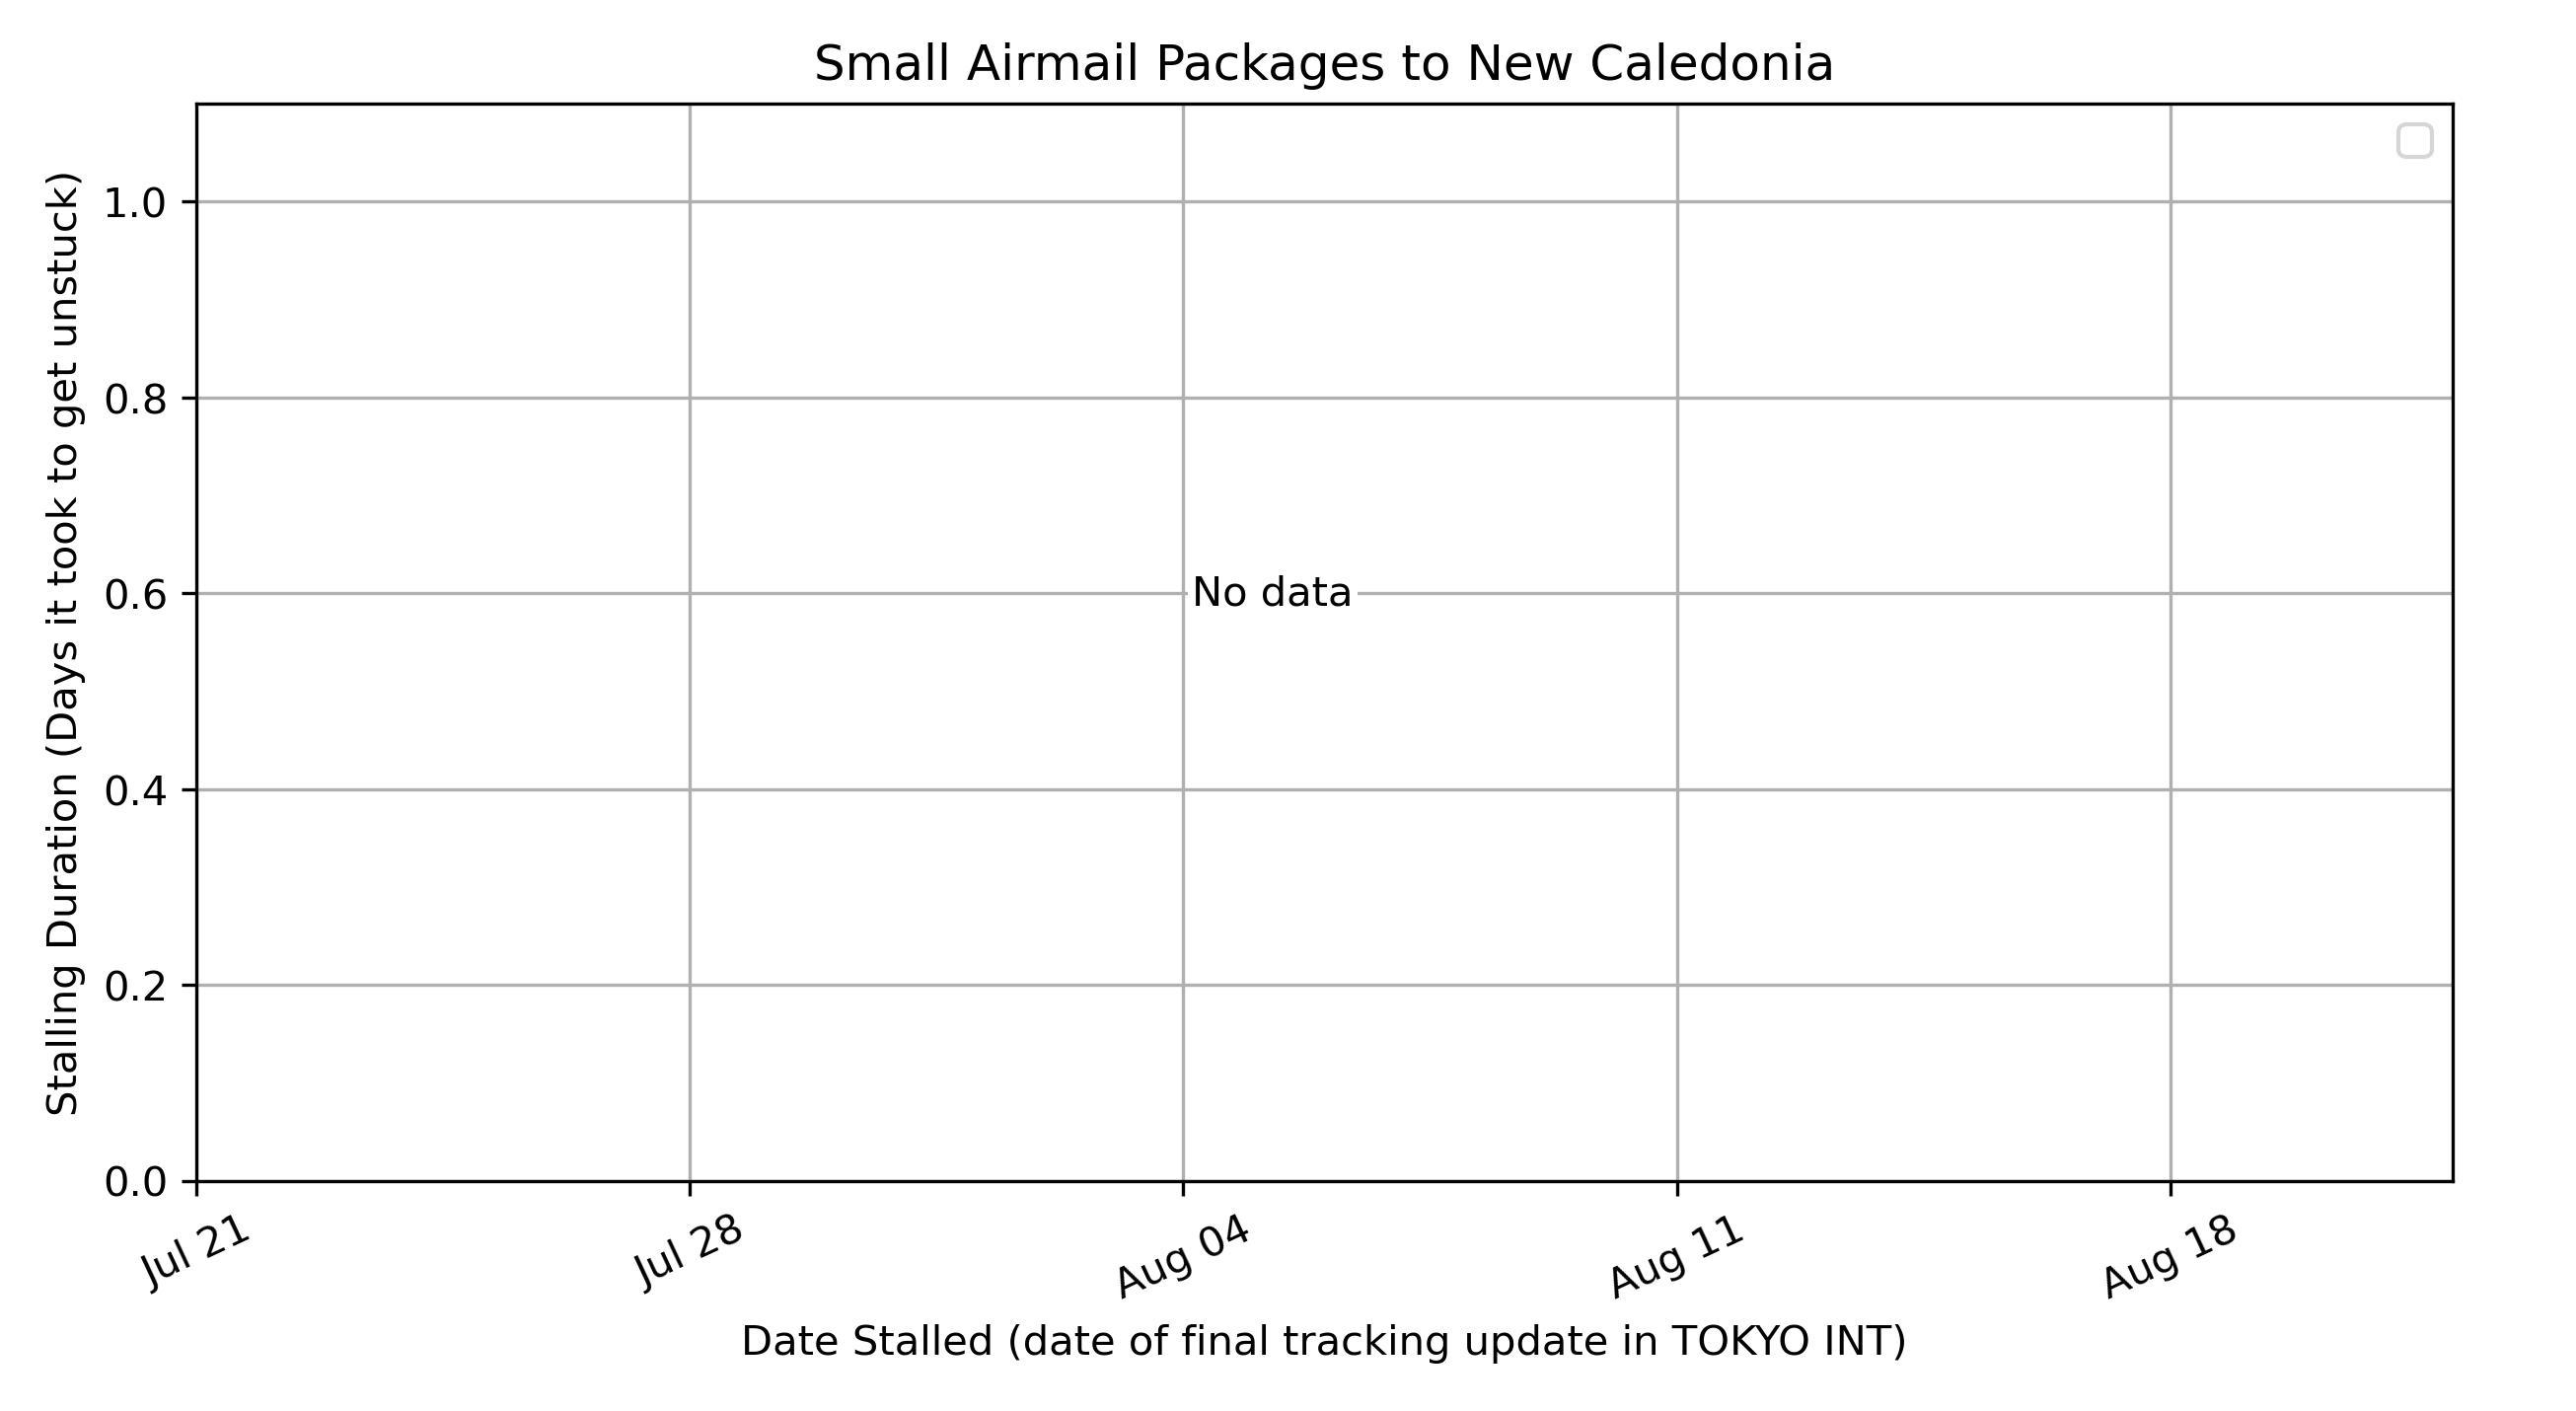 Small Airmail Packages to New Caledonia
Stalling Duration (Days it took to get unstuck)
1.0
0.8
0.6
0.4
0.2
0.0
No data
Jul 21
Jul 28
Aug 04
Aug 11
Aug 18
Date Stalled (date of final tracking update in TOKYO INT)